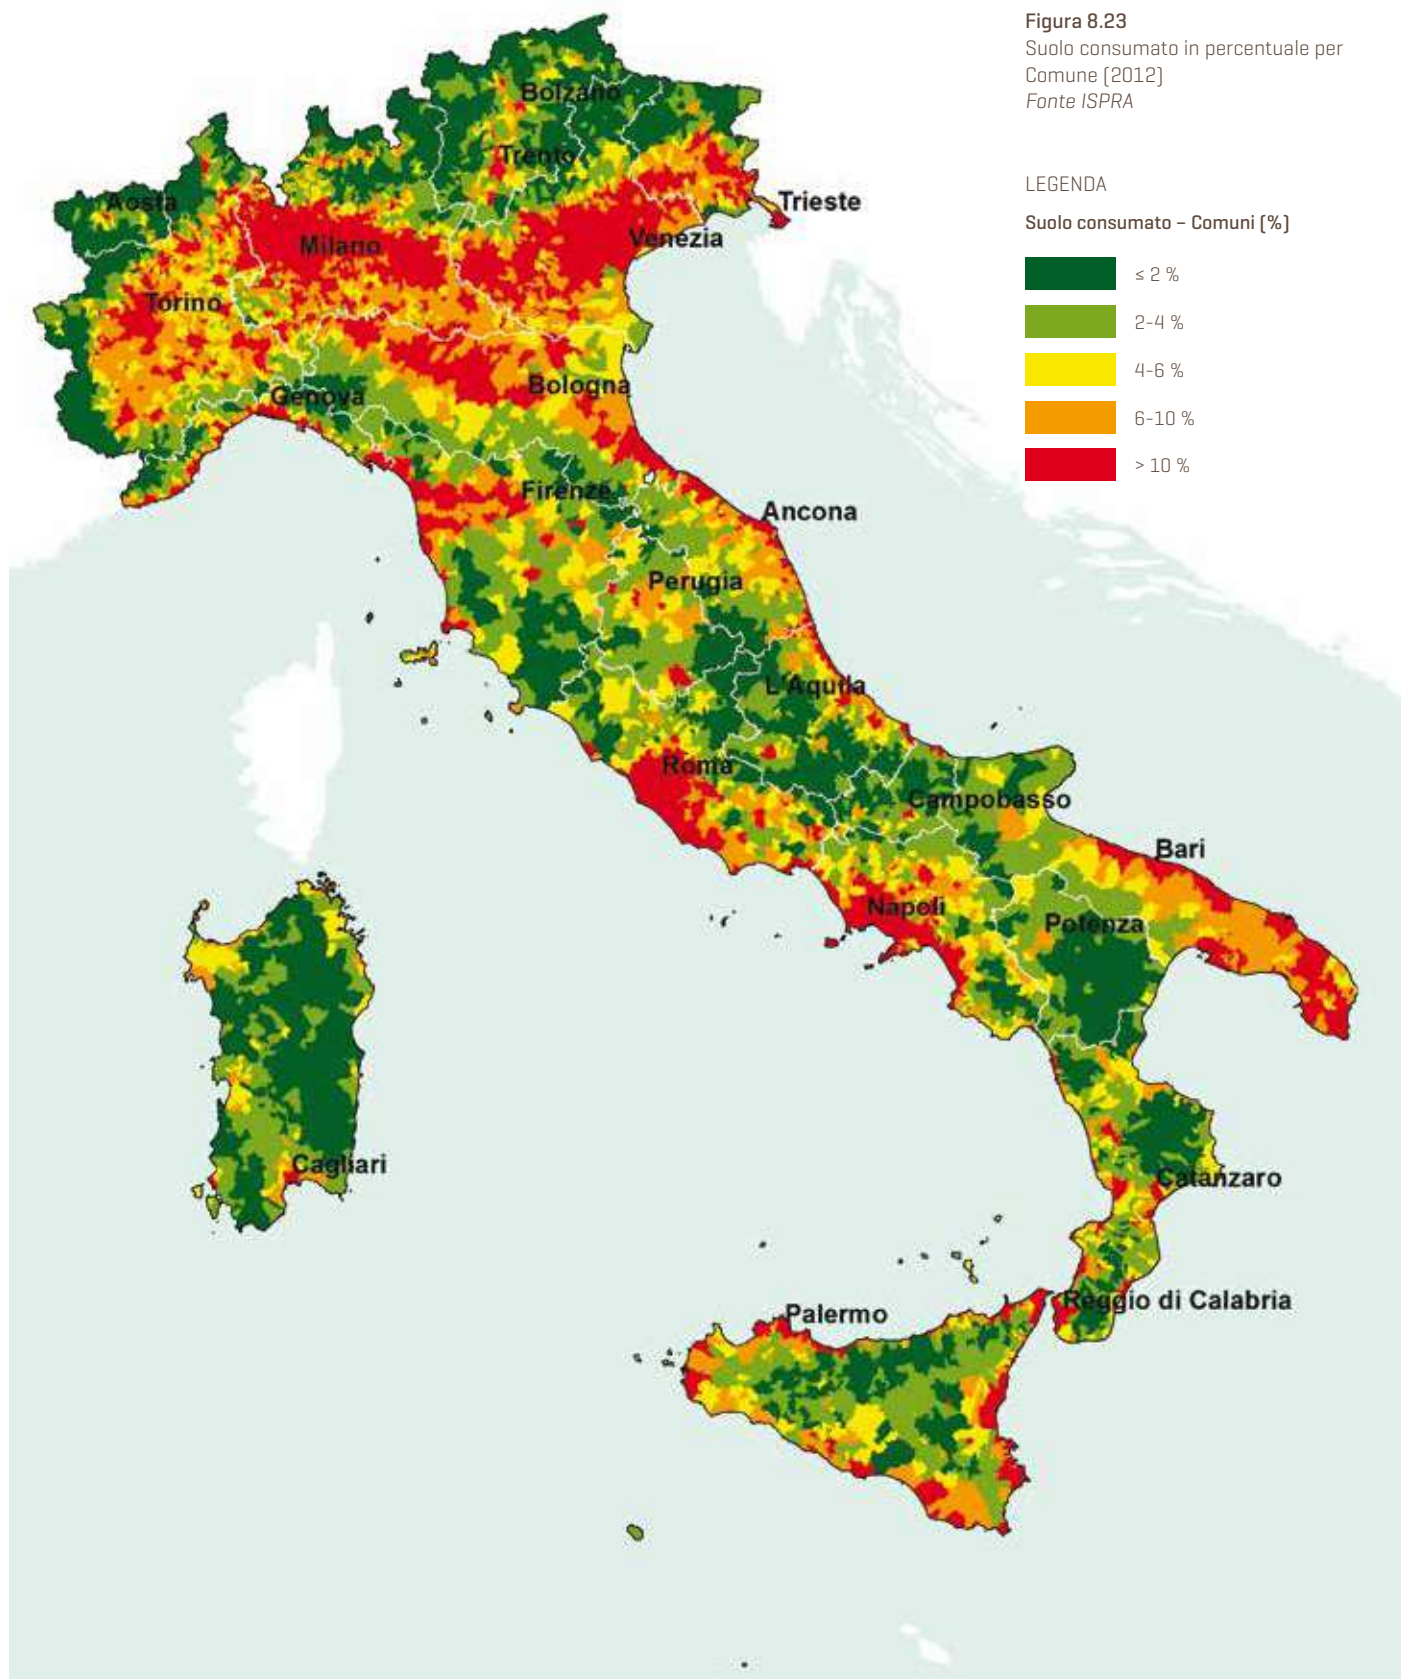 Figura 8.23
Suolo consumato in percentuale per
Comune (2012)
Fonte ISPRA
LEGENDA
Suolo consumato – Comuni (%)
≤ 2 %
2-4 %
4-6 %
6-10 %
> 10 %
Bolzano
Trento
Aosta
Trieste
Milano
Venezia
Torino
Bologna
Genova
Firenze
Ancona
Perugia
L'Aquila
Roma
Campobasso
Bari
Napoli
Potenza
Cagliari
Catanzaro
Reggio di Calabria
Palermo